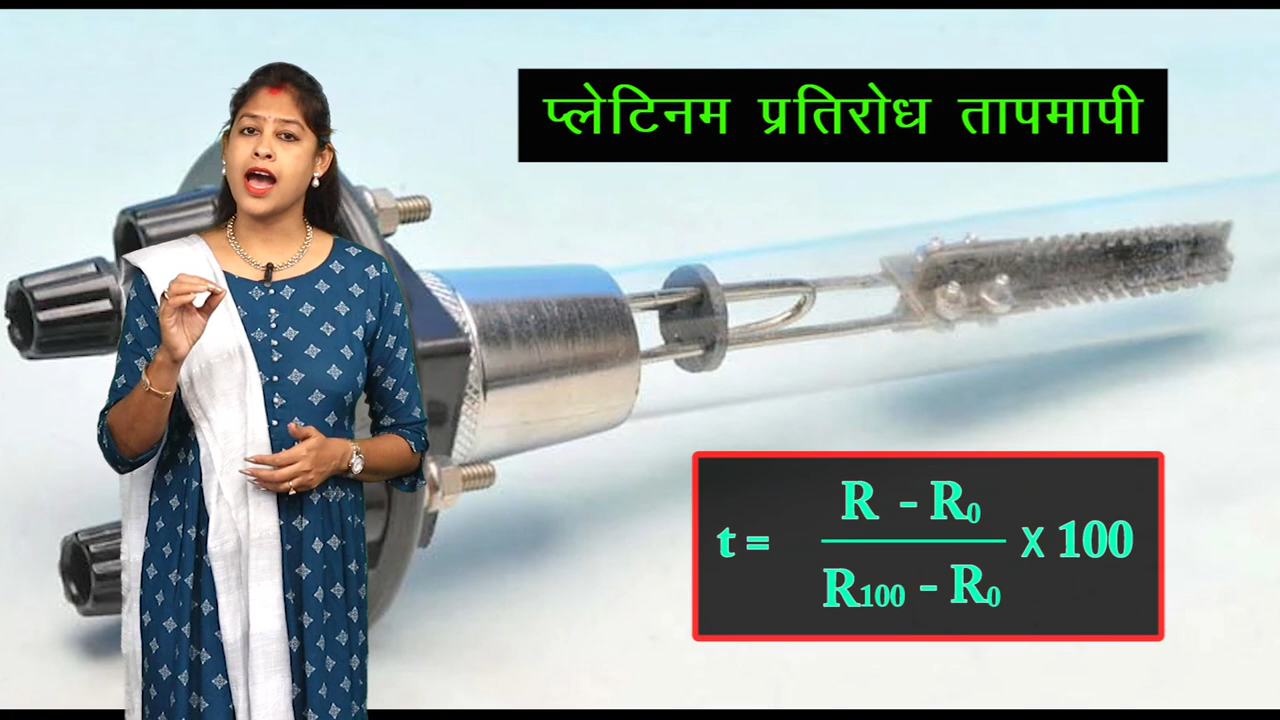 प्लेटिनम प्रतिरोध तापमापी
t = R - R₀ / R₁₀₀ - R₀ X 100